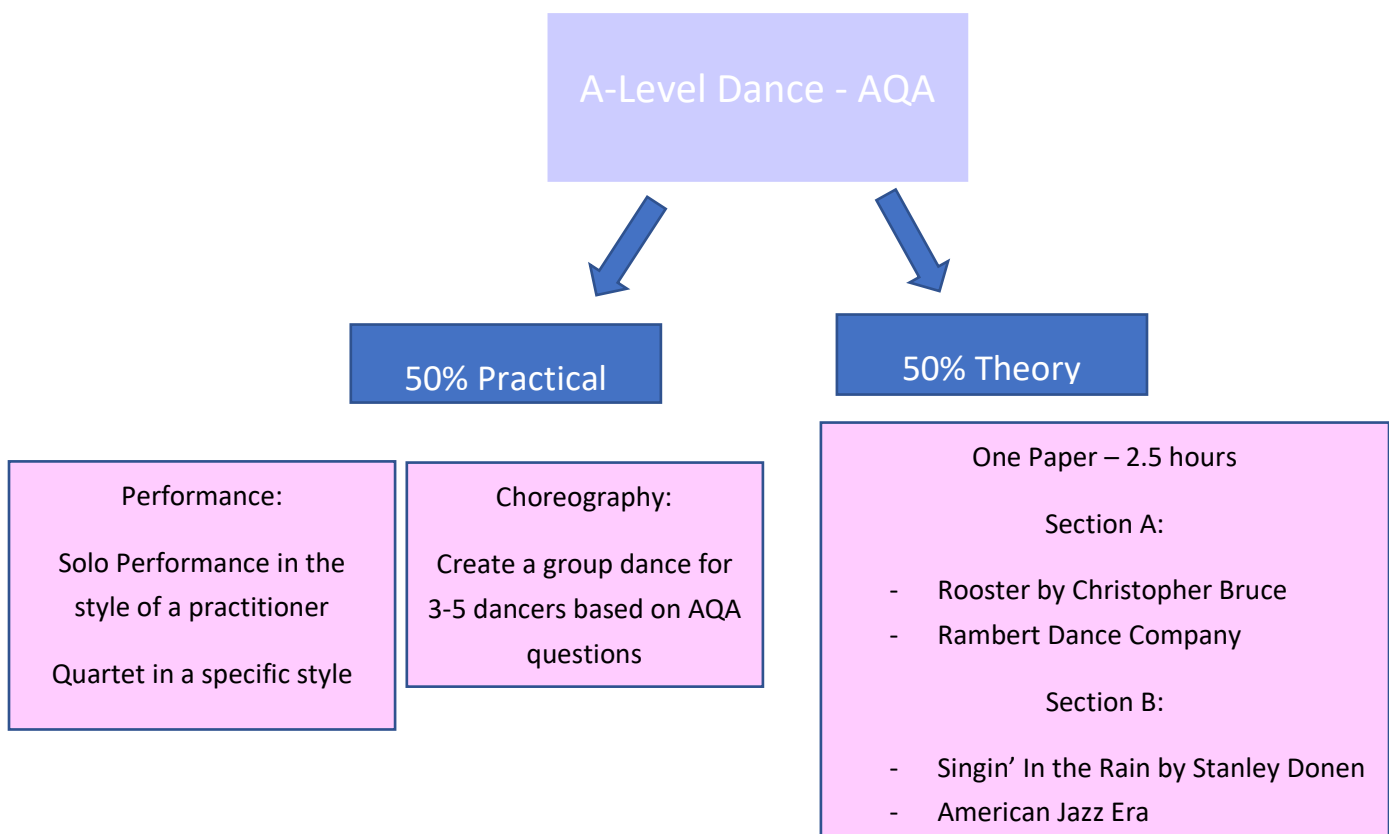 A-Level Dance - AQA
50% Practical
50% Theory
Performance:
Solo Performance in the
style of a practitioner
Quartet in a specific style
Choreography:
Create a group dance for
3-5 dancers based on AQA
questions
One Paper – 2.5 hours
Section A:
- Rooster by Christopher Bruce
- Rambert Dance Company
Section B:
- Singin’ In the Rain by Stanley Donen
- American Jazz Era